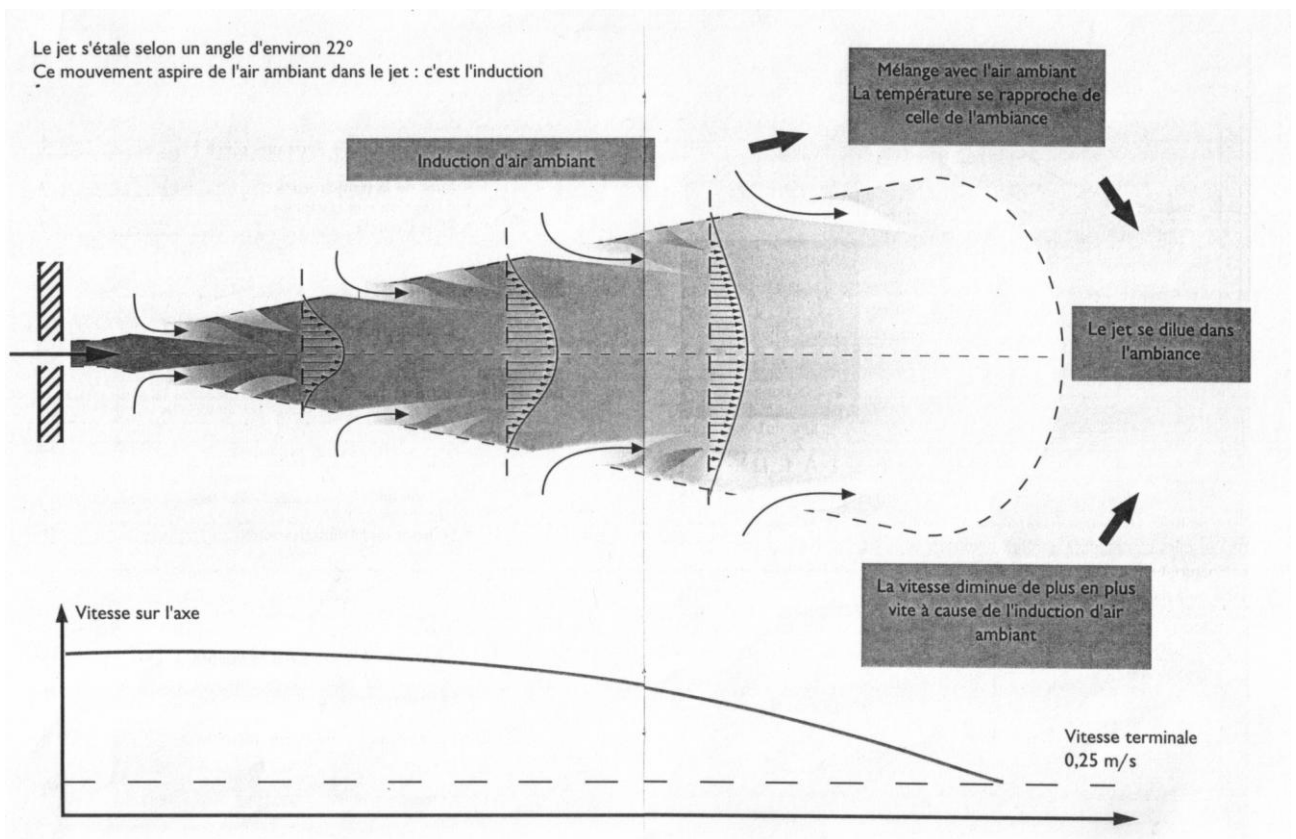 Le jet s'étale selon un angle d'environ 22°
Ce mouvement aspire de l'air ambiant dans le jet : c'est l'induction
Mélange avec l'air ambiant
La température se rapproche de
celle de l'ambiance
Induction d'air ambiant
Le jet se dilue dans
l'ambiance
La vitesse diminue de plus en plus
vite à cause de l'induction d'air
ambiant
Vitesse sur l'axe
Vitesse terminale
0,25 m/s